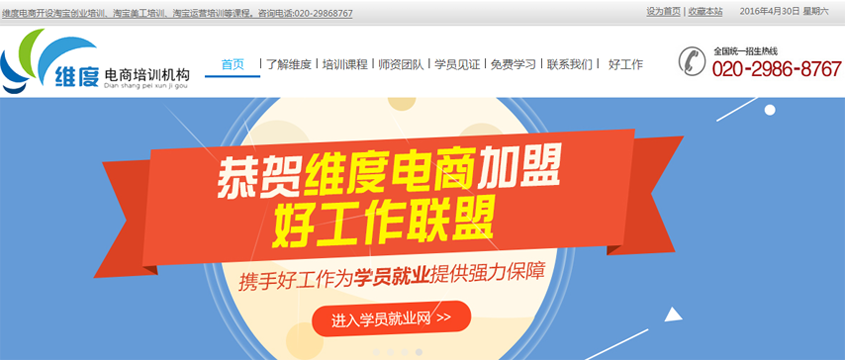 维度电商开设淘宝创业培训、淘宝美工培训、淘宝运营培训等课程。咨询电话:020-29868767
设为首页 | 收藏本站 2016年4月30日 星期六
维度 电商培训机构
Dian shang pei xun ji gou
首页 | 了解维度 | 培训课程 | 师资团队 | 学员见证 | 免费学习 | 联系我们 | 好工作
全国统一招生热线
020-2986-8767
恭贺维度电商加盟
好工作联盟
携手好工作为学员就业提供强力保障
进入学员就业网 >>